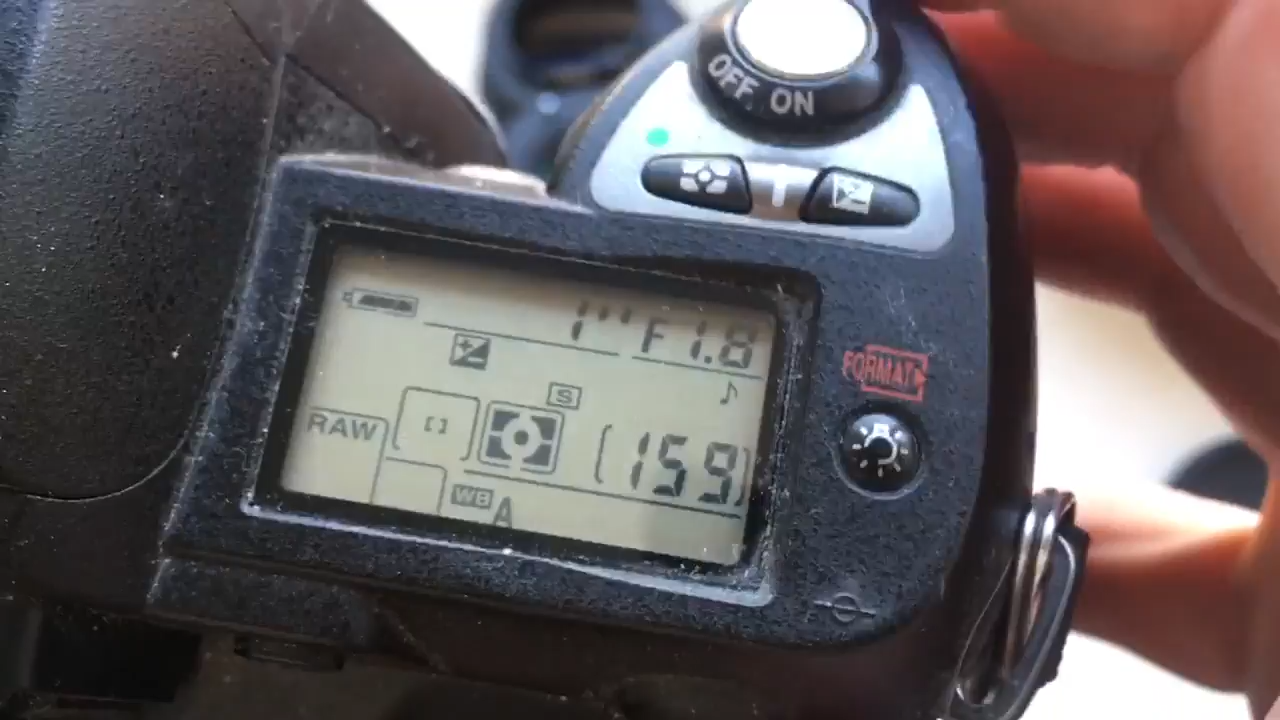 OFF ON
1" F1.8
FORMAT
S
RAW [ ] (159)
WB A